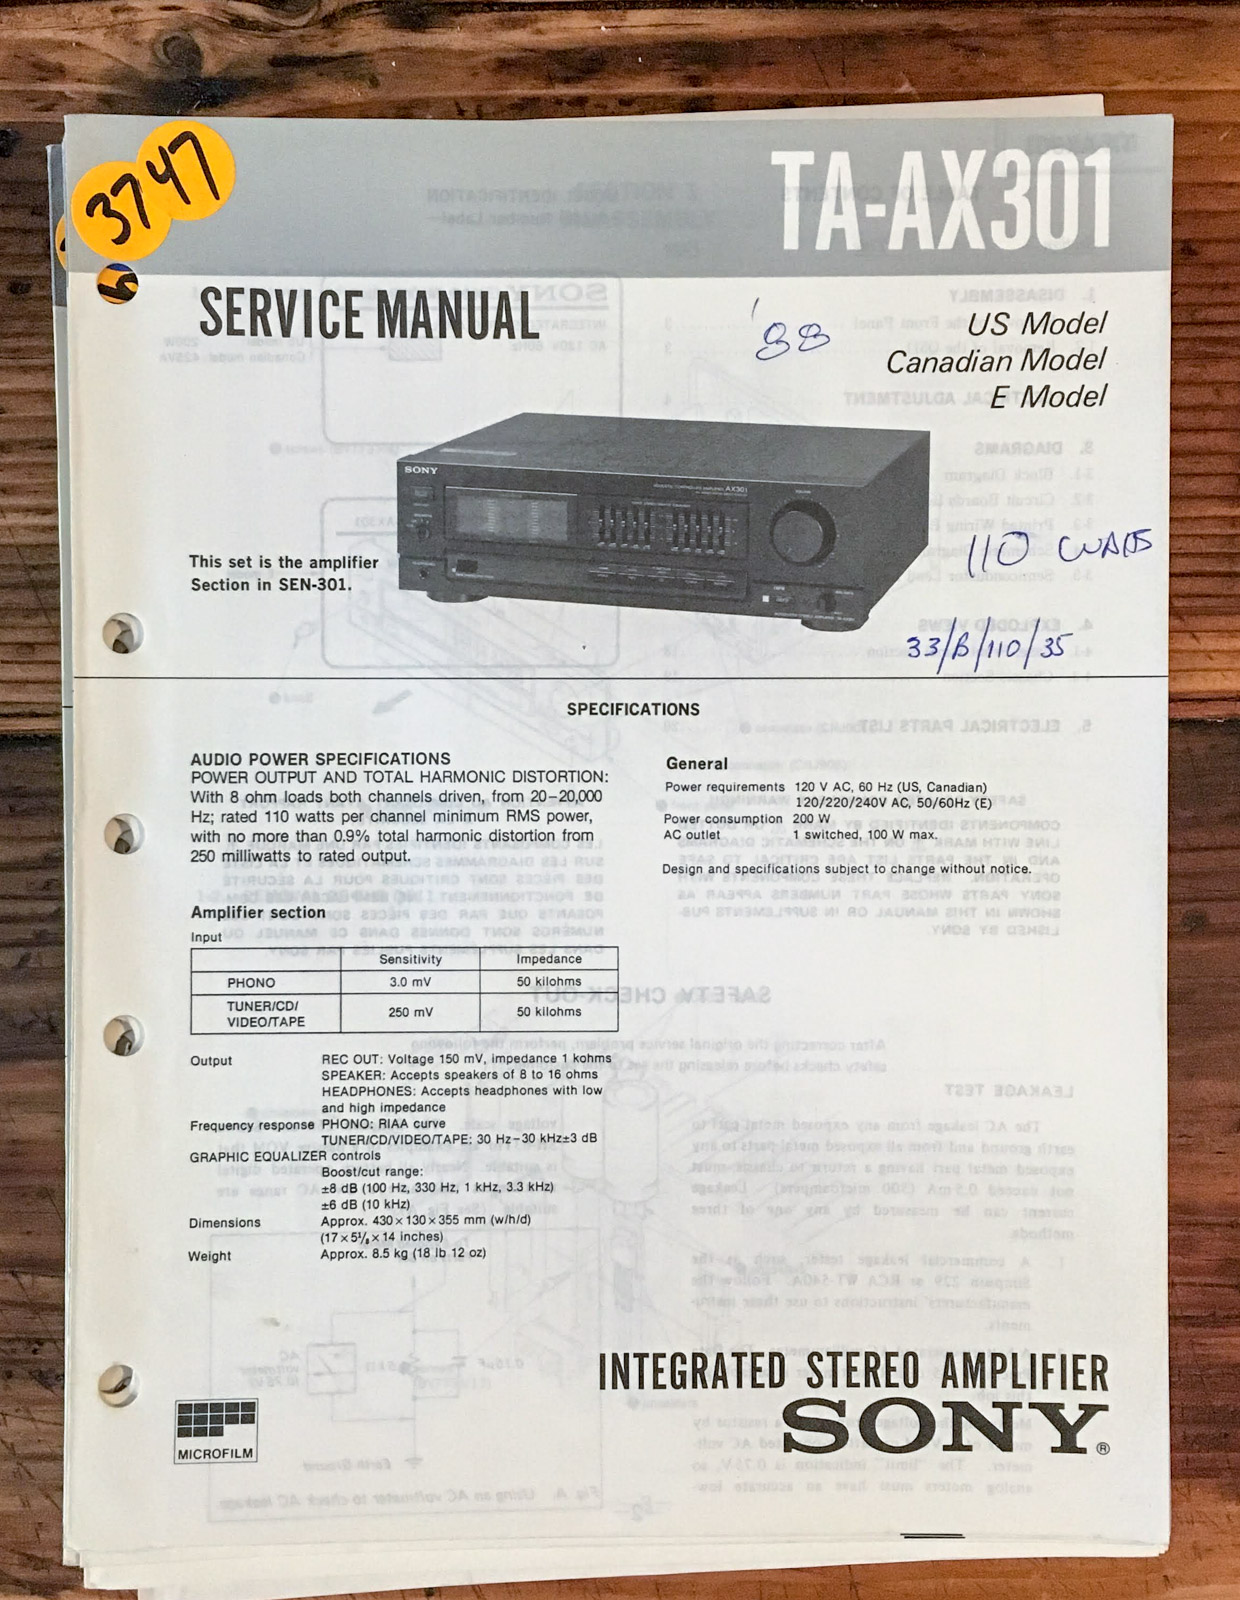 3747
TA-AX301
SERVICE MANUAL
'88
US Model
Canadian Model
E Model
SONY
AX301
This set is the amplifier
Section in SEN-301.
110 WATTS
33/B/110/35
SPECIFICATIONS
AUDIO POWER SPECIFICATIONS
POWER OUTPUT AND TOTAL HARMONIC DISTORTION:
With 8 ohm loads both channels driven, from 20–20,000
Hz; rated 110 watts per channel minimum RMS power,
with no more than 0.9% total harmonic distortion from
250 milliwatts to rated output.
Amplifier section
Input
Sensitivity Impedance
PHONO 3.0 mV 50 kilohms
TUNER/CD/
VIDEO/TAPE 250 mV 50 kilohms
Output REC OUT: Voltage 150 mV, impedance 1 kohms
SPEAKER: Accepts speakers of 8 to 16 ohms
HEADPHONES: Accepts headphones with low
and high impedance
Frequency response PHONO: RIAA curve
TUNER/CD/VIDEO/TAPE: 30 Hz–30 kHz±3 dB
GRAPHIC EQUALIZER controls
Boost/cut range:
±8 dB (100 Hz, 330 Hz, 1 kHz, 3.3 kHz)
±6 dB (10 kHz)
Dimensions Approx. 430×130×355 mm (w/h/d)
(17×5⅛×14 inches)
Weight Approx. 8.5 kg (18 lb 12 oz)
General
Power requirements 120 V AC, 60 Hz (US, Canadian)
120/220/240V AC, 50/60Hz (E)
Power consumption 200 W
AC outlet 1 switched, 100 W max.
Design and specifications subject to change without notice.
MICROFILM
INTEGRATED STEREO AMPLIFIER
SONY®